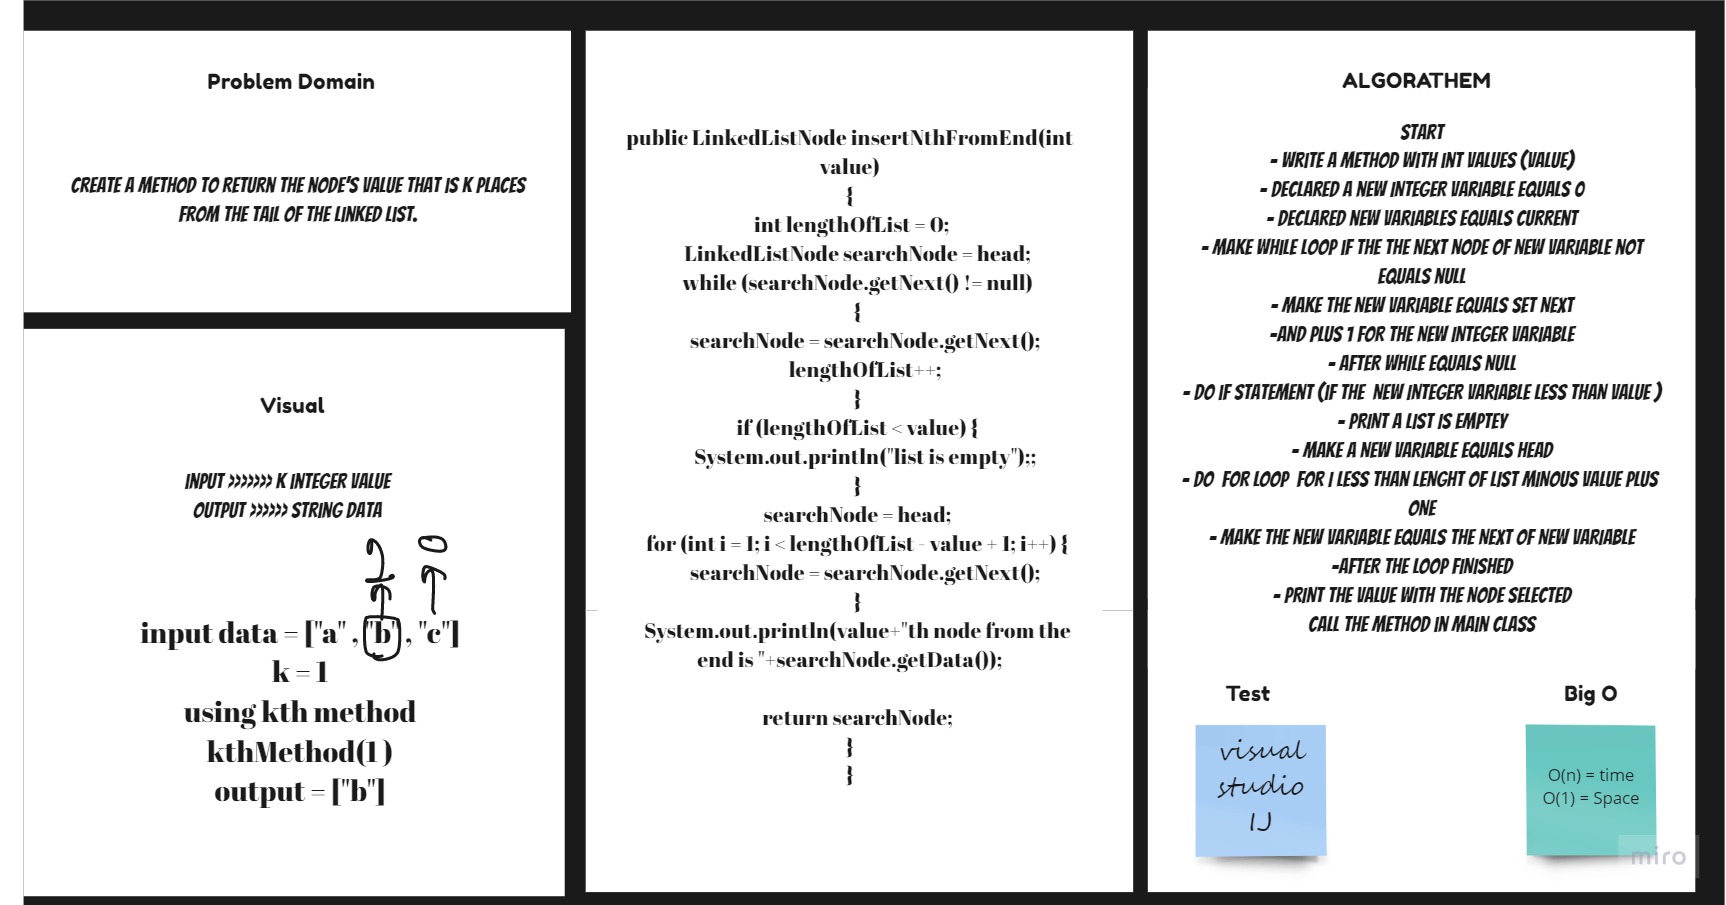 Problem Domain
CREATE A METHOD TO RETURN THE NODE'S VALUE THAT IS K PLACES
FROM THE TAIL OF THE LINKED LIST.
Visual
INPUT >>>>>>> K INTEGER VALUE
OUTPUT >>>>>> STRING DATA
0
input data = ["a" , "b" , "c"]
k = 1
using kth method
kthMethod(1 )
output = ["b"]
public LinkedListNode insertNthFromEnd(int
value)
{
int lengthOfList = 0;
LinkedListNode searchNode = head;
while (searchNode.getNext() != null)
{
searchNode = searchNode.getNext();
lengthOfList++;
}
if (lengthOfList < value) {
System.out.println("list is empty");;
}
searchNode = head;
for (int i = 1; i < lengthOfList - value + 1; i++) {
searchNode = searchNode.getNext();
}
System.out.println(value+"th node from the
end is "+searchNode.getData());
return searchNode;
}
}
ALGORATHEM
START
- WRITE A METHOD WITH INT VALUES (VALUE)
- DECLARED A NEW INTEGER VARIABLE EQUALS 0
- DECLARED NEW VARIABLES EQUALS CURRENT
- MAKE WHILE LOOP IF THE THE NEXT NODE OF NEW VARIABLE NOT
EQUALS NULL
- MAKE THE NEW VARIABLE EQUALS SET NEXT
-AND PLUS 1 FOR THE NEW INTEGER VARIABLE
- AFTER WHILE EQUALS NULL
- DO IF STATEMENT (IF THE NEW INTEGER VARIABLE LESS THAN VALUE )
- PRINT A LIST IS EMPTEY
- MAKE A NEW VARIABLE EQUALS HEAD
- DO FOR LOOP FOR I LESS THAN LENGHT OF LIST MINOUS VALUE PLUS
ONE
- MAKE THE NEW VARIABLE EQUALS THE NEXT OF NEW VARIABLE
-AFTER THE LOOP FINISHED
- PRINT THE VALUE WITH THE NODE SELECTED
CALL THE METHOD IN MAIN CLASS
Test
visual
studio
IJ
Big O
O(n) = time
O(1) = Space
miro